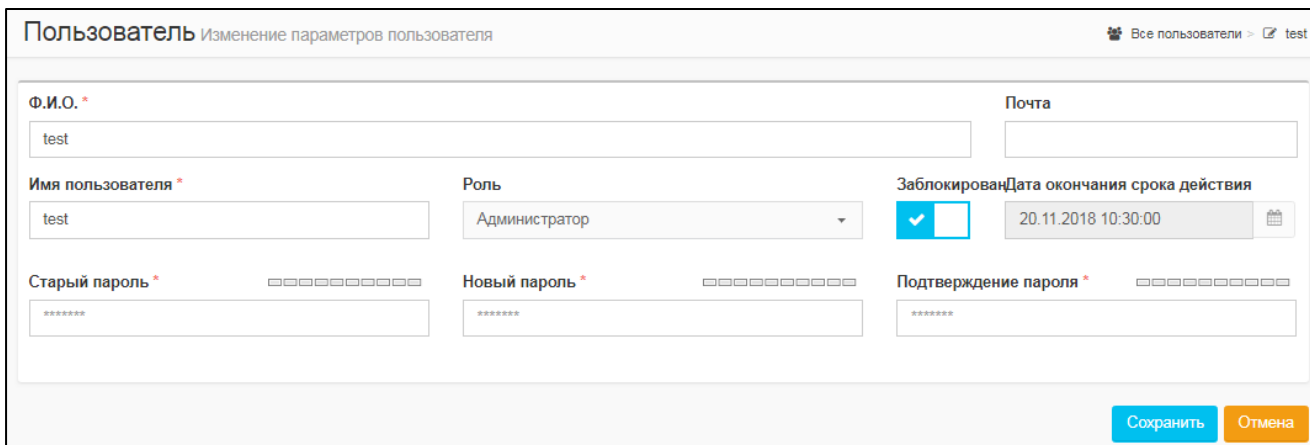 Пользователь Изменение параметров пользователя Все пользователи > test
Ф.И.О. * Почта
test
Имя пользователя * Роль Заблокирован Дата окончания срока действия
test Администратор 20.11.2018 10:30:00
Старый пароль * Новый пароль * Подтверждение пароля *
******* ******* *******
Сохранить Отмена